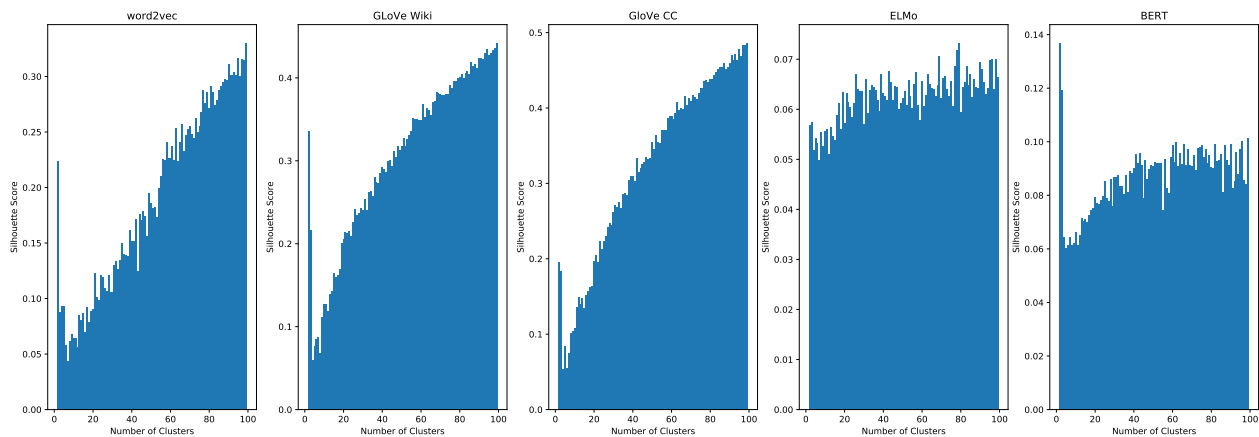 word2vec
GLoVe Wiki
GloVe CC
ELMo
BERT
Silhouette Score
0.30
0.25
0.20
0.15
0.10
0.05
0.00
0 20 40 60 80 100
Number of Clusters
Silhouette Score
0.4
0.3
0.2
0.1
0.0
0 20 40 60 80 100
Number of Clusters
Silhouette Score
0.5
0.4
0.3
0.2
0.1
0.0
0 20 40 60 80 100
Number of Clusters
Silhouette Score
0.07
0.06
0.05
0.04
0.03
0.02
0.01
0.00
0 20 40 60 80 100
Number of Clusters
Silhouette Score
0.14
0.12
0.10
0.08
0.06
0.04
0.02
0.00
0 20 40 60 80 100
Number of Clusters